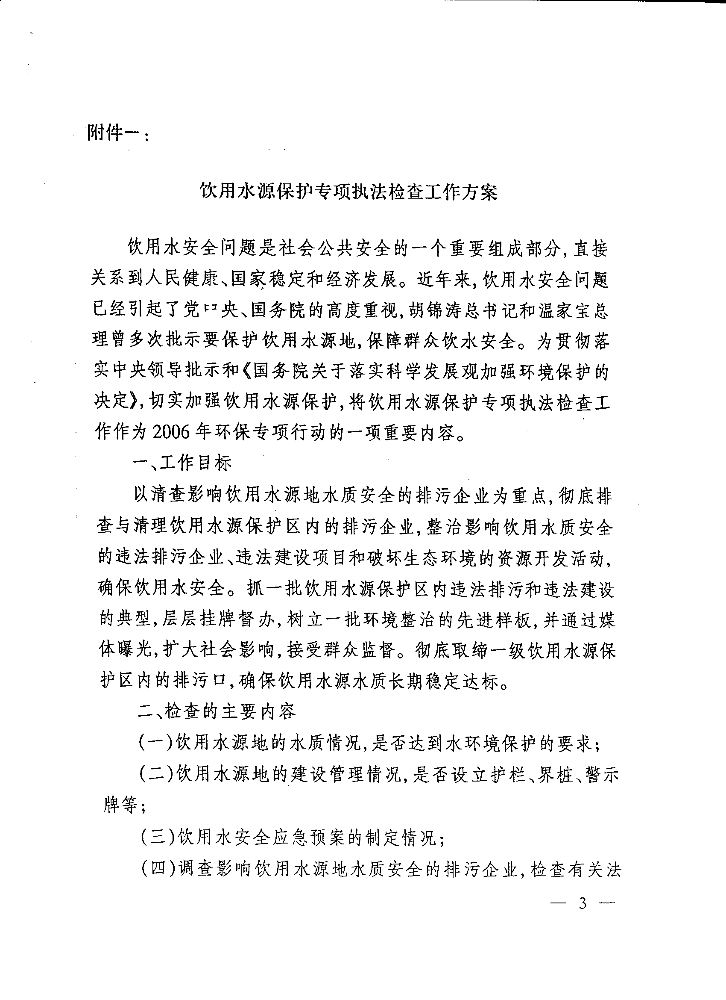 附件一：
饮用水源保护专项执法检查工作方案
饮用水安全问题是社会公共安全的一个重要组成部分,直接
关系到人民健康、国家稳定和经济发展。近年来,饮用水安全问题
已经引起了党中央、国务院的高度重视,胡锦涛总书记和温家宝总
理曾多次批示要保护饮用水源地,保障群众饮水安全。为贯彻落
实中央领导批示和《国务院关于落实科学发展观加强环境保护的
决定》,切实加强饮用水源保护,将饮用水源保护专项执法检查工
作作为 2006 年环保专项行动的一项重要内容。
一、工作目标
以清查影响饮用水源地水质安全的排污企业为重点,彻底排
查与清理饮用水源保护区内的排污企业,整治影响饮用水质安全
的违法排污企业、违法建设项目和破坏生态环境的资源开发活动,
确保饮用水安全。抓一批饮用水源保护区内违法排污和违法建设
的典型,层层挂牌督办,树立一批环境整治的先进样板,并通过媒
体曝光,扩大社会影响,接受群众监督。彻底取缔一级饮用水源保
护区内的排污口,确保饮用水源水质长期稳定达标。
二、检查的主要内容
(一)饮用水源地的水质情况,是否达到水环境保护的要求;
(二)饮用水源地的建设管理情况,是否设立护栏、界桩、警示
牌等;
(三)饮用水安全应急预案的制定情况;
(四)调查影响饮用水源地水质安全的排污企业,检查有关法
— 3 —